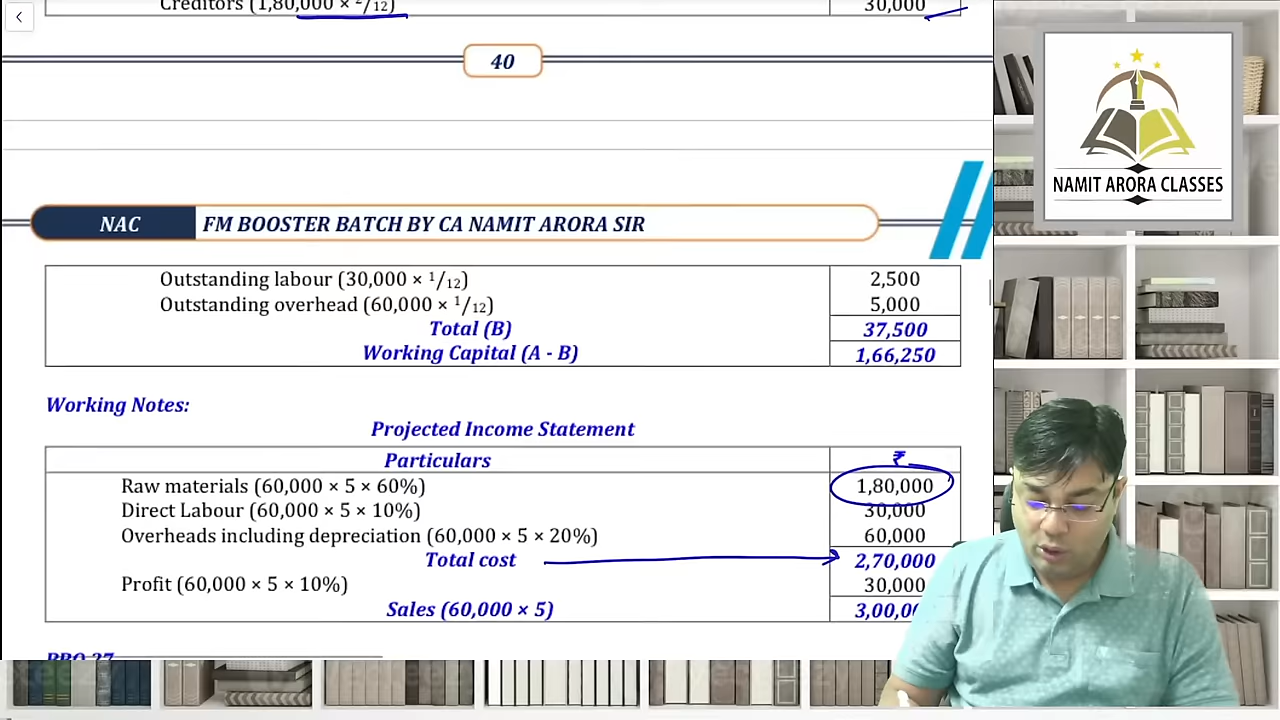 Creditors (1,80,000 × 2/12) 30,000
40
NAMIT ARORA CLASSES
NAC FM BOOSTER BATCH BY CA NAMIT ARORA SIR
Outstanding labour (30,000 × 1/12) 2,500
Outstanding overhead (60,000 × 1/12) 5,000
Total (B) 37,500
Working Capital (A - B) 1,66,250
Working Notes:
Projected Income Statement
Particulars ₹
Raw materials (60,000 × 5 × 60%) 1,80,000
Direct Labour (60,000 × 5 × 10%) 30,000
Overheads including depreciation (60,000 × 5 × 20%) 60,000
Total cost 2,70,000
Profit (60,000 × 5 × 10%) 30,000
Sales (60,000 × 5)